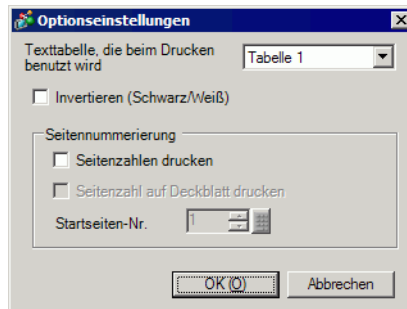 Optionseinstellungen
Texttabelle, die beim Drucken
benutzt wird
Tabelle 1
Invertieren (Schwarz/Weiß)
Seitennummerierung
Seitenzahlen drucken
Seitenzahl auf Deckblatt drucken
Startseiten-Nr.
1
OK (O)
Abbrechen